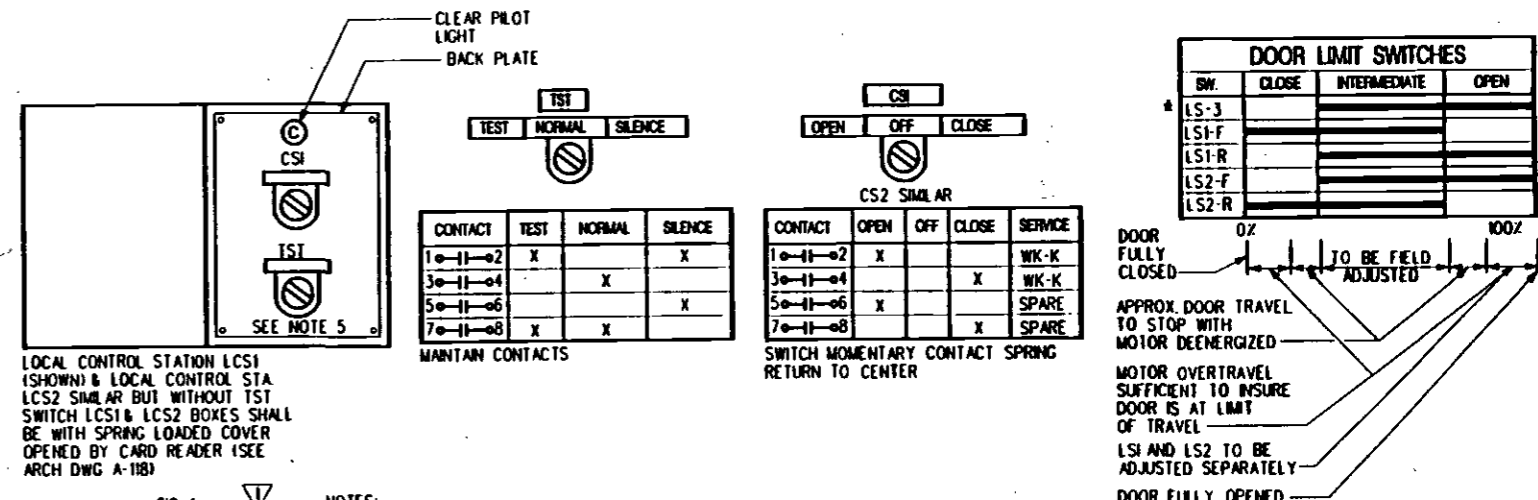 CLEAR PILOT
LIGHT
BACK PLATE
C
CS1
TST
SEE NOTE 5
LOCAL CONTROL STATION LCS1
(SHOWN) & LOCAL CONTROL STA
LCS2 SIMILAR BUT WITHOUT TST
SWITCH LCS1 & LCS2 BOXES SHALL
BE WITH SPRING LOADED COVER
OPENED BY CARD READER (SEE
ARCH DWG A-118)
TST
TEST NORMAL SILENCE
CONTACT TEST NORMAL SILENCE
1 2 X X
3 4 X
5 6 X
7 8 X X
MAINTAIN CONTACTS
CS1
OPEN OFF CLOSE
CS2 SIMILAR
CONTACT OPEN OFF CLOSE SERVICE
1 2 X WK-K
3 4 X WK-K
5 6 X SPARE
7 8 X SPARE
SWITCH MOMENTARY CONTACT SPRING
RETURN TO CENTER
DOOR LIMIT SWITCHES
SW. CLOSE INTERMEDIATE OPEN
* LS-3
LS1-F
LS1-R
LS2-F
LS2-R
0% 100%
DOOR
FULLY
CLOSED
TO BE FIELD
ADJUSTED
APPROX. DOOR TRAVEL
TO STOP WITH
MOTOR DEENERGIZED
MOTOR OVERTRAVEL
SUFFICIENT TO INSURE
DOOR IS AT LIMIT
OF TRAVEL
LS1 AND LS2 TO BE
ADJUSTED SEPARATELY
DOOR FULLY OPENED
1
NOTES: